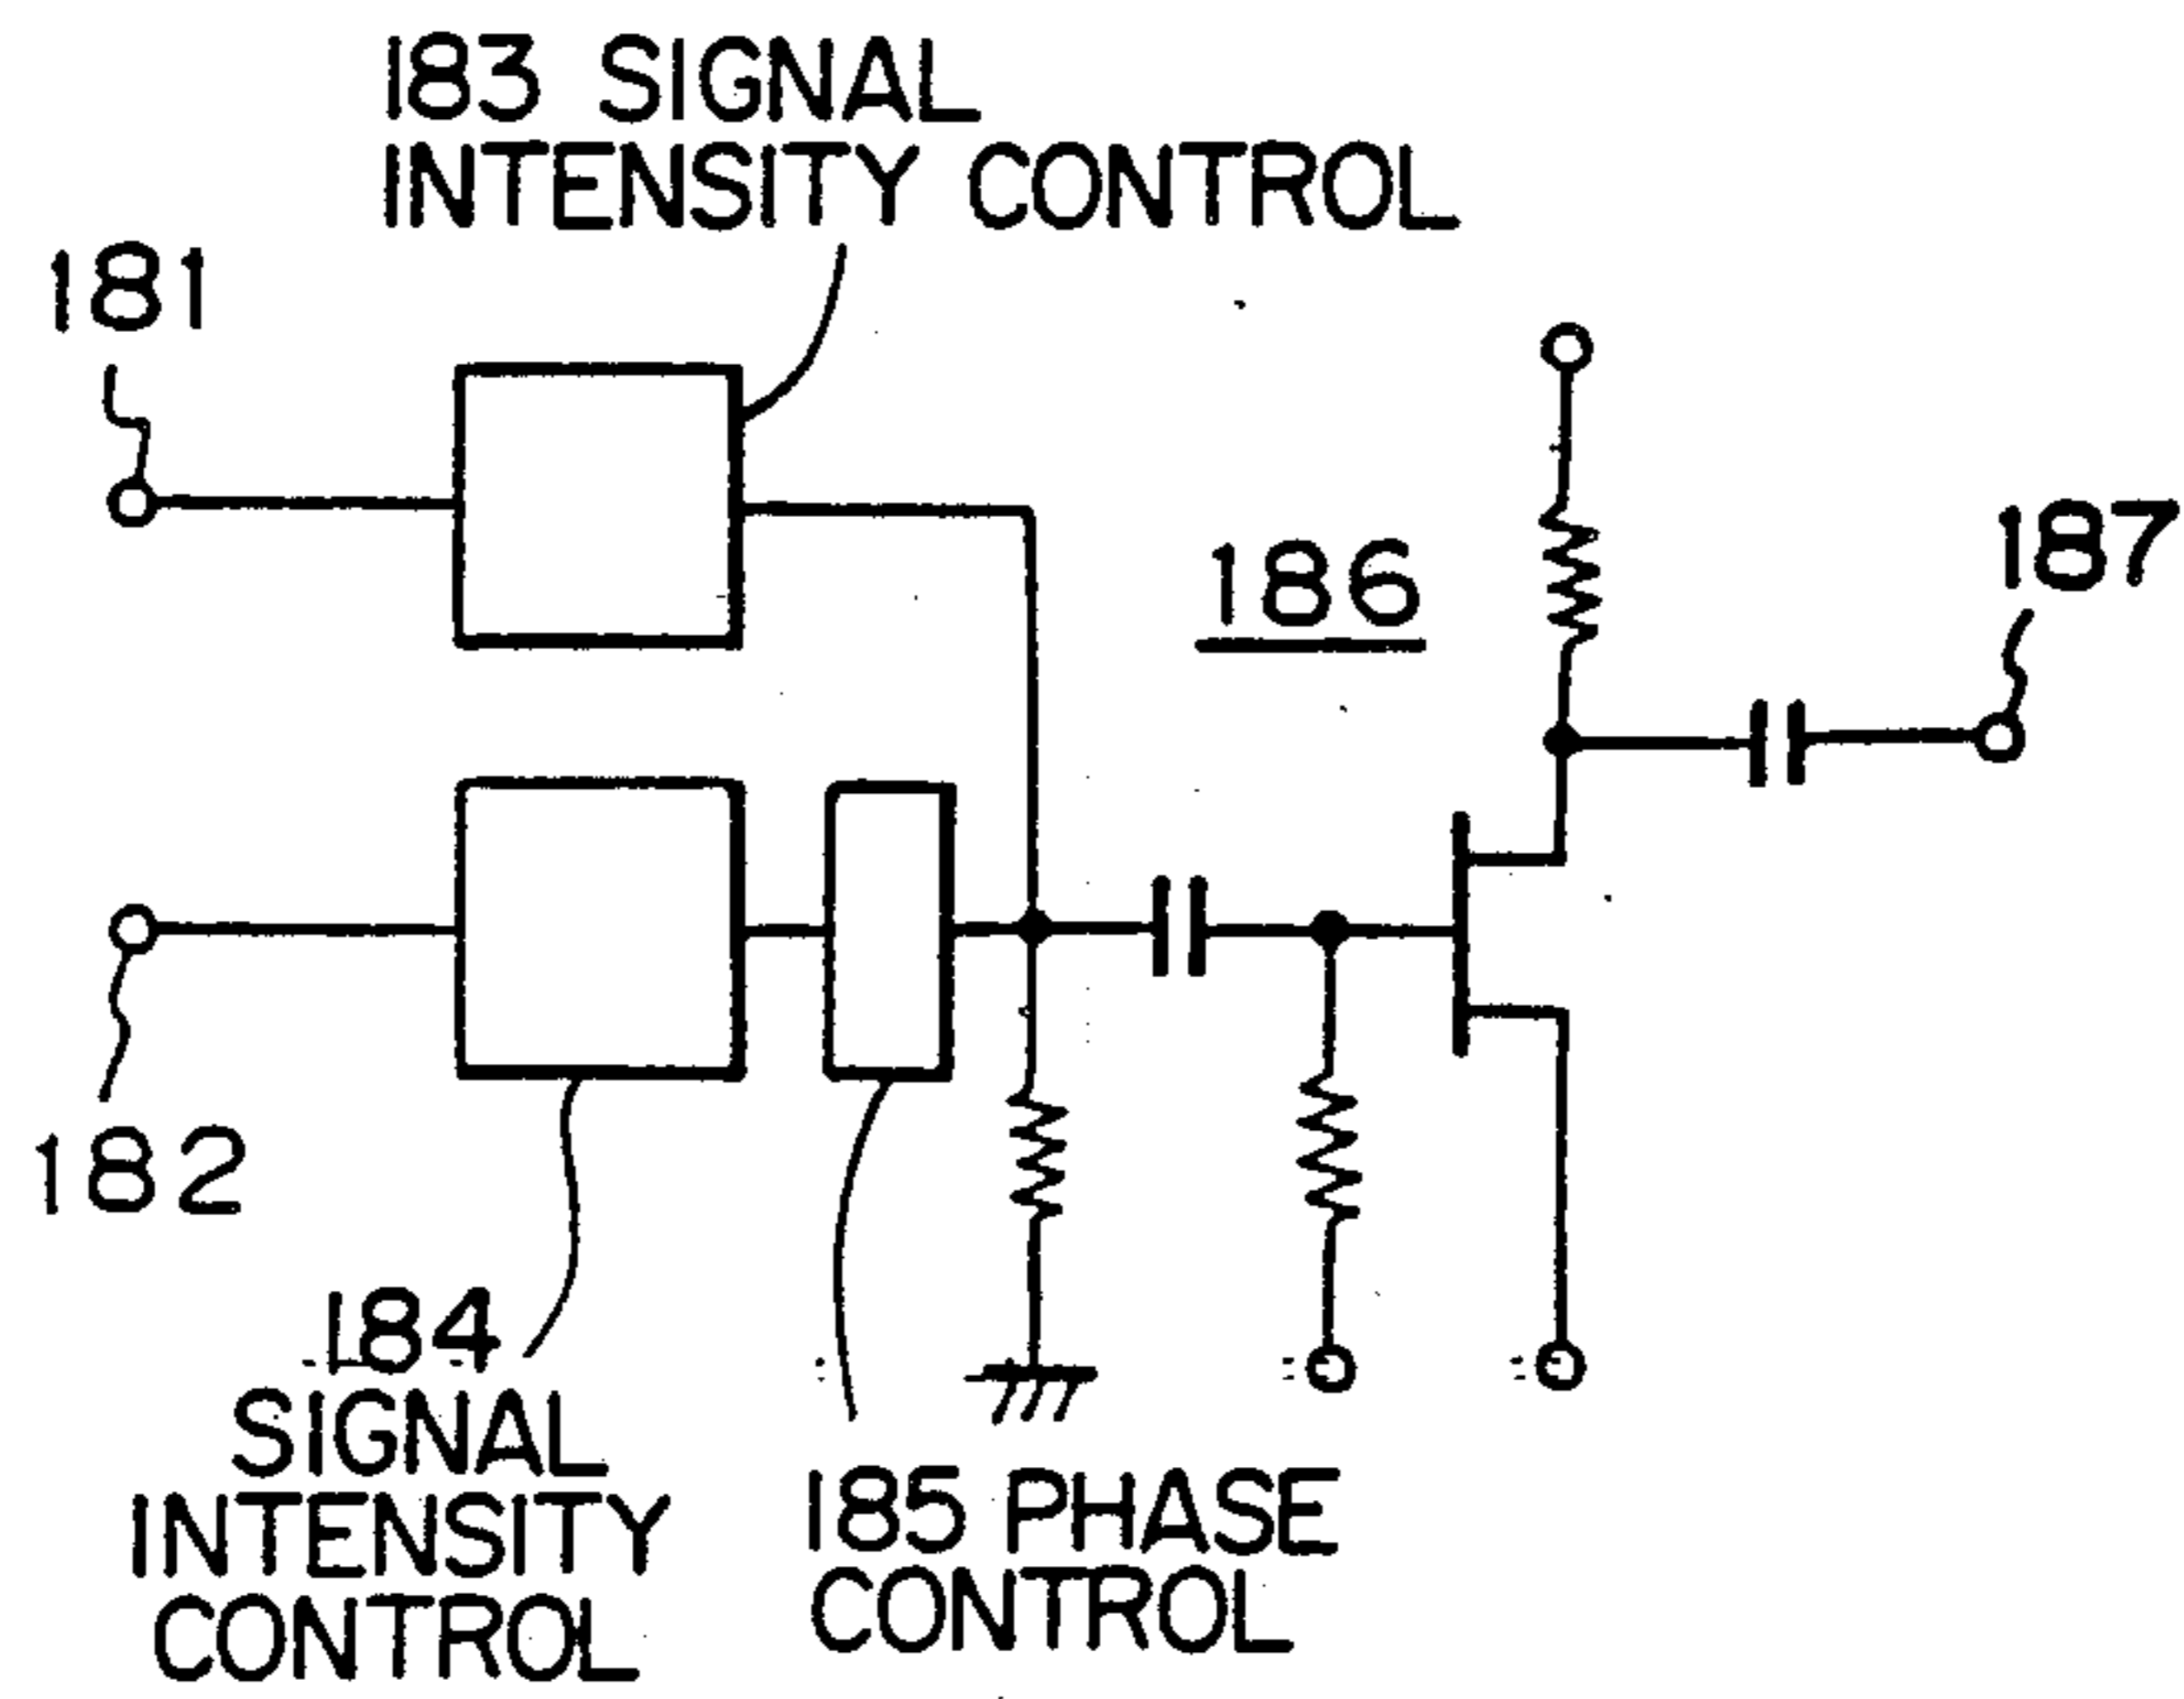 183 SIGNAL
INTENSITY CONTROL
181
186
187
182
184
SIGNAL
INTENSITY
CONTROL
185 PHASE
CONTROL